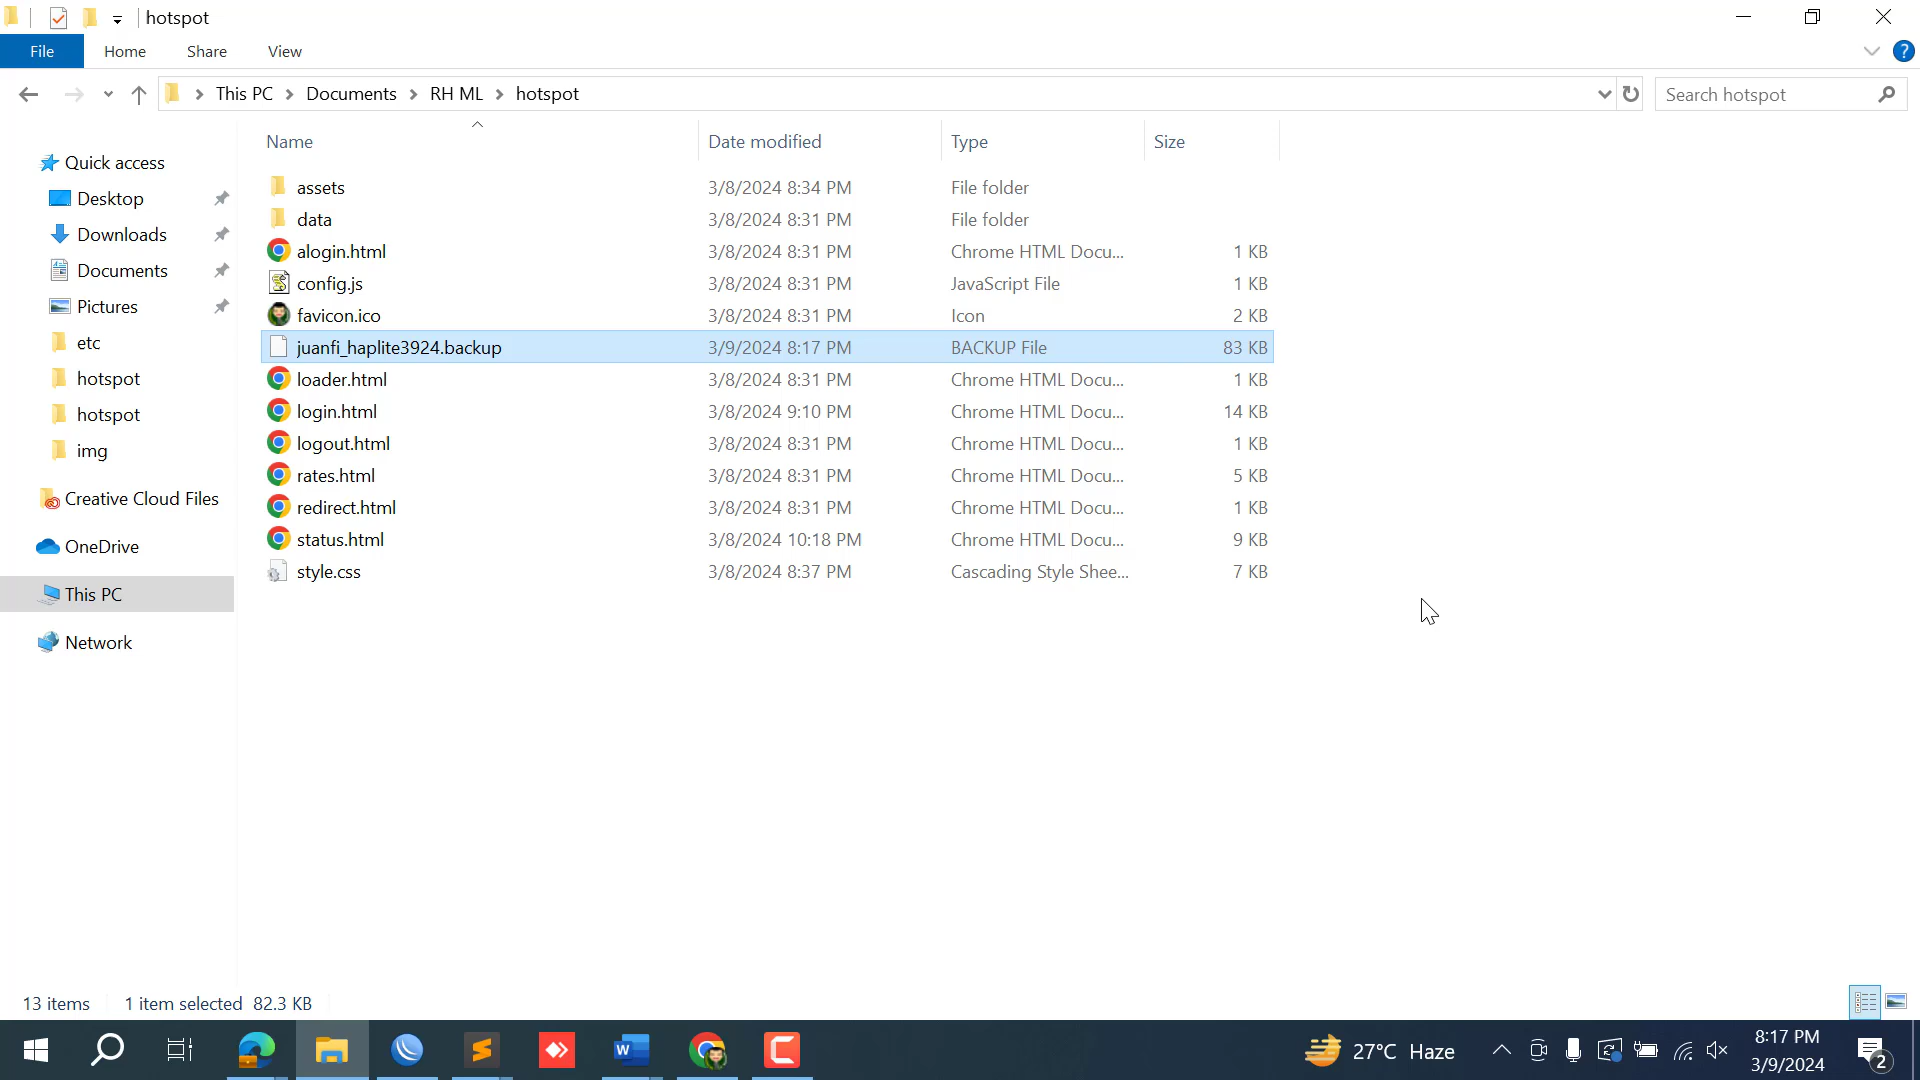 hotspot
File Home Share View ?
This PC Documents RH ML hotspot Search hotspot
Name Date modified Type Size
Quick access
Desktop
Downloads
Documents
Pictures
etc
hotspot
hotspot
img
Creative Cloud Files
OneDrive
This PC
Network
assets 3/8/2024 8:34 PM File folder
data 3/8/2024 8:31 PM File folder
alogin.html 3/8/2024 8:31 PM Chrome HTML Docu... 1 KB
config.js 3/8/2024 8:31 PM JavaScript File 1 KB
favicon.ico 3/8/2024 8:31 PM Icon 2 KB
juanfi_haplite3924.backup 3/9/2024 8:17 PM BACKUP File 83 KB
loader.html 3/8/2024 8:31 PM Chrome HTML Docu... 1 KB
login.html 3/8/2024 9:10 PM Chrome HTML Docu... 14 KB
logout.html 3/8/2024 8:31 PM Chrome HTML Docu... 1 KB
rates.html 3/8/2024 8:31 PM Chrome HTML Docu... 5 KB
redirect.html 3/8/2024 8:31 PM Chrome HTML Docu... 1 KB
status.html 3/8/2024 10:18 PM Chrome HTML Docu... 9 KB
style.css 3/8/2024 8:37 PM Cascading Style Shee... 7 KB
13 items 1 item selected 82.3 KB
27°C Haze
8:17 PM
3/9/2024
2